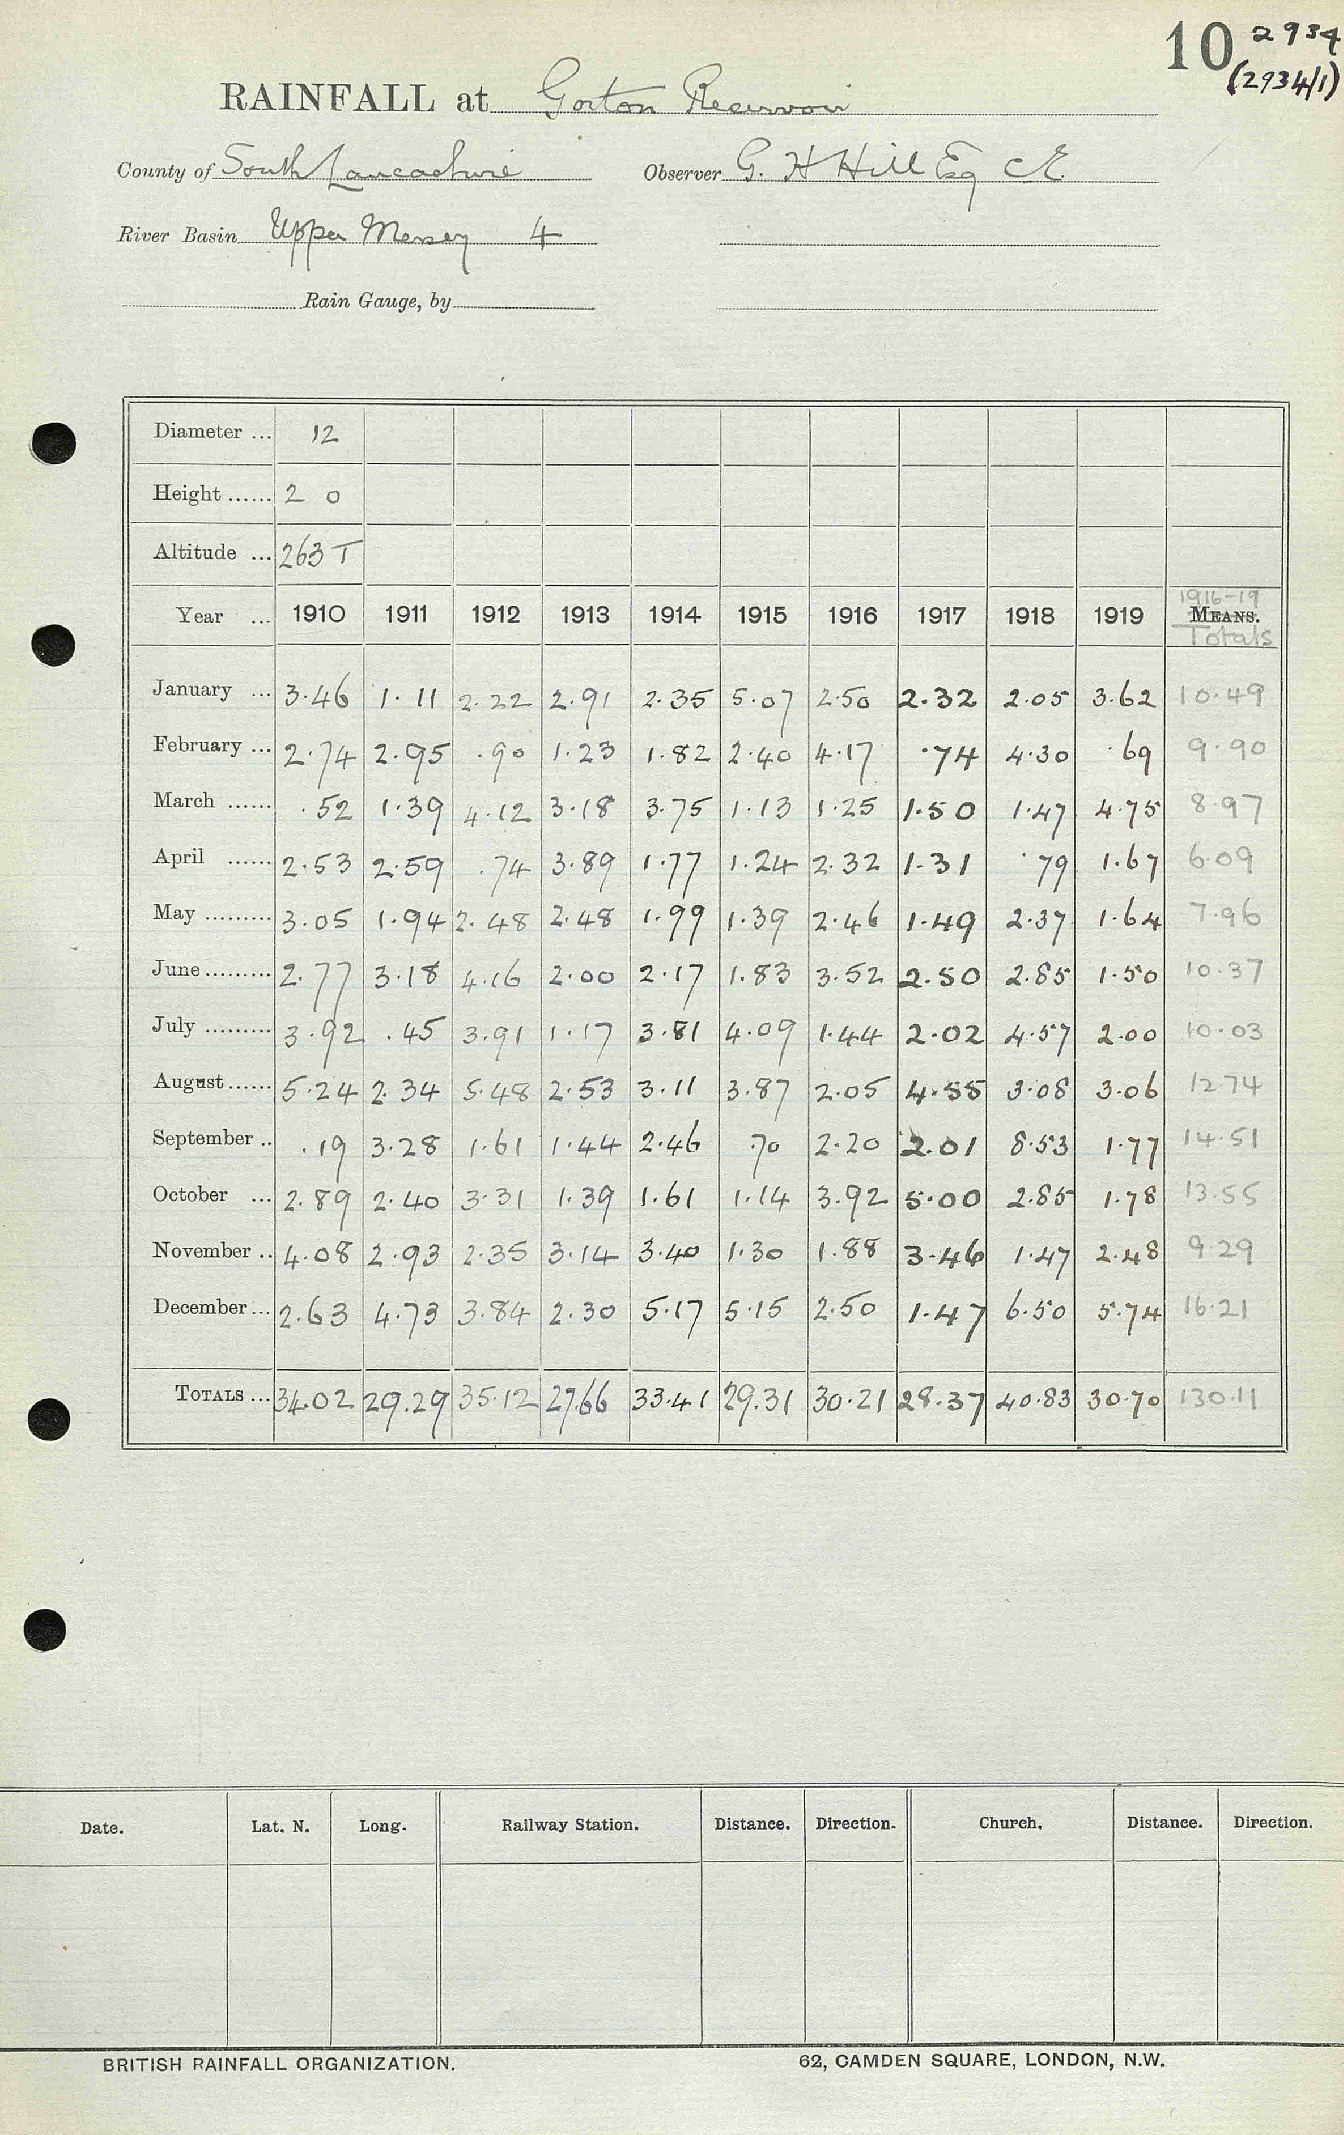 10 2934
(2934/1)
RAINFALL at Gorton Reservoir
County of South Lancashire Observer G. H Hill Esq C.E.
River Basin Upper Mersey 4
Rain Gauge, by
Diameter ... 12
Height ...... 2 0
Altitude ... 263 T
Year ... 1910 1911 1912 1913 1914 1915 1916 1917 1918 1919 1916-19 MEANS. Totals
January ... 3.46 1.11 2.22 2.91 2.35 5.07 2.50 2.32 2.05 3.62 10.49
February ... 2.74 2.95 .90 1.23 1.82 2.40 4.17 .74 4.30 .69 9.90
March ...... .52 1.39 4.12 3.18 3.75 1.13 1.25 1.50 1.47 4.75 8.97
April ...... 2.53 2.59 .74 3.89 1.77 1.24 2.32 1.31 .79 1.67 6.09
May ......... 3.05 1.94 2.48 2.48 1.99 1.39 2.46 1.49 2.37 1.64 7.96
June ......... 2.77 3.18 4.16 2.00 2.17 1.83 3.52 2.50 2.85 1.50 10.37
July ......... 3.92 .45 3.91 1.17 3.81 4.09 1.44 2.02 4.57 2.00 10.03
August ...... 5.24 2.34 5.48 2.53 3.11 3.87 2.05 4.55 3.08 3.06 12.74
September .. .19 3.28 1.61 1.44 2.46 .70 2.20 2.01 8.53 1.77 14.51
October ... 2.89 2.40 3.31 1.39 1.61 1.14 3.92 5.00 2.85 1.78 13.55
November .. 4.08 2.93 2.35 3.14 3.40 1.30 1.88 3.46 1.47 2.48 9.29
December ... 2.63 4.73 3.84 2.30 5.17 5.15 2.50 1.47 6.50 5.74 16.21
TOTALS ... 34.02 29.29 35.12 27.66 33.41 29.31 30.21 28.37 40.83 30.70 130.11
Date. Lat. N. Long. Railway Station. Distance. Direction. Church. Distance. Direction.
BRITISH RAINFALL ORGANIZATION. 62, CAMDEN SQUARE, LONDON, N.W.